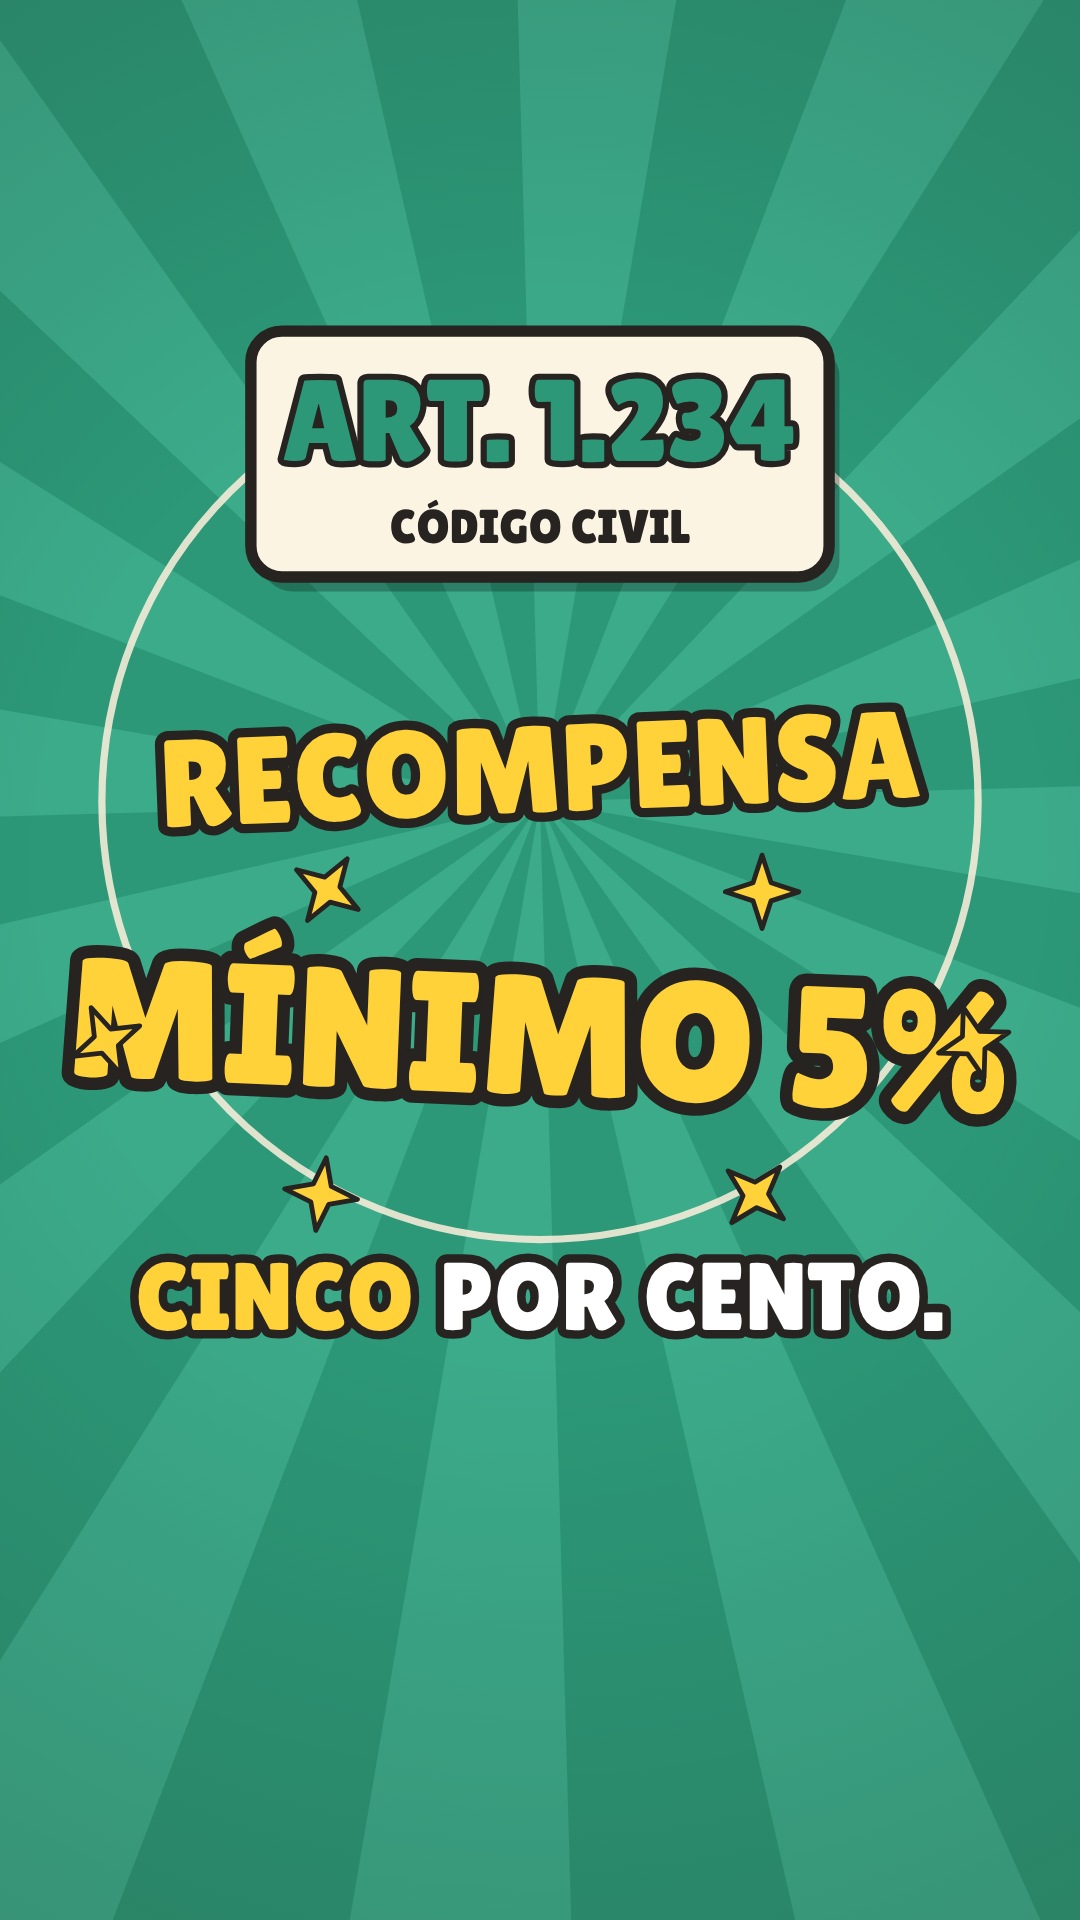 ART. 1.234
CÓDIGO CIVIL
RECOMPENSA
MÍNIMO 5%
CINCO POR CENTO.